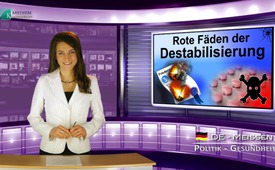 Rote Fäden der
Destabilisierung
DE - MEISSEN
POLITIK ~ GESUNDHEIT